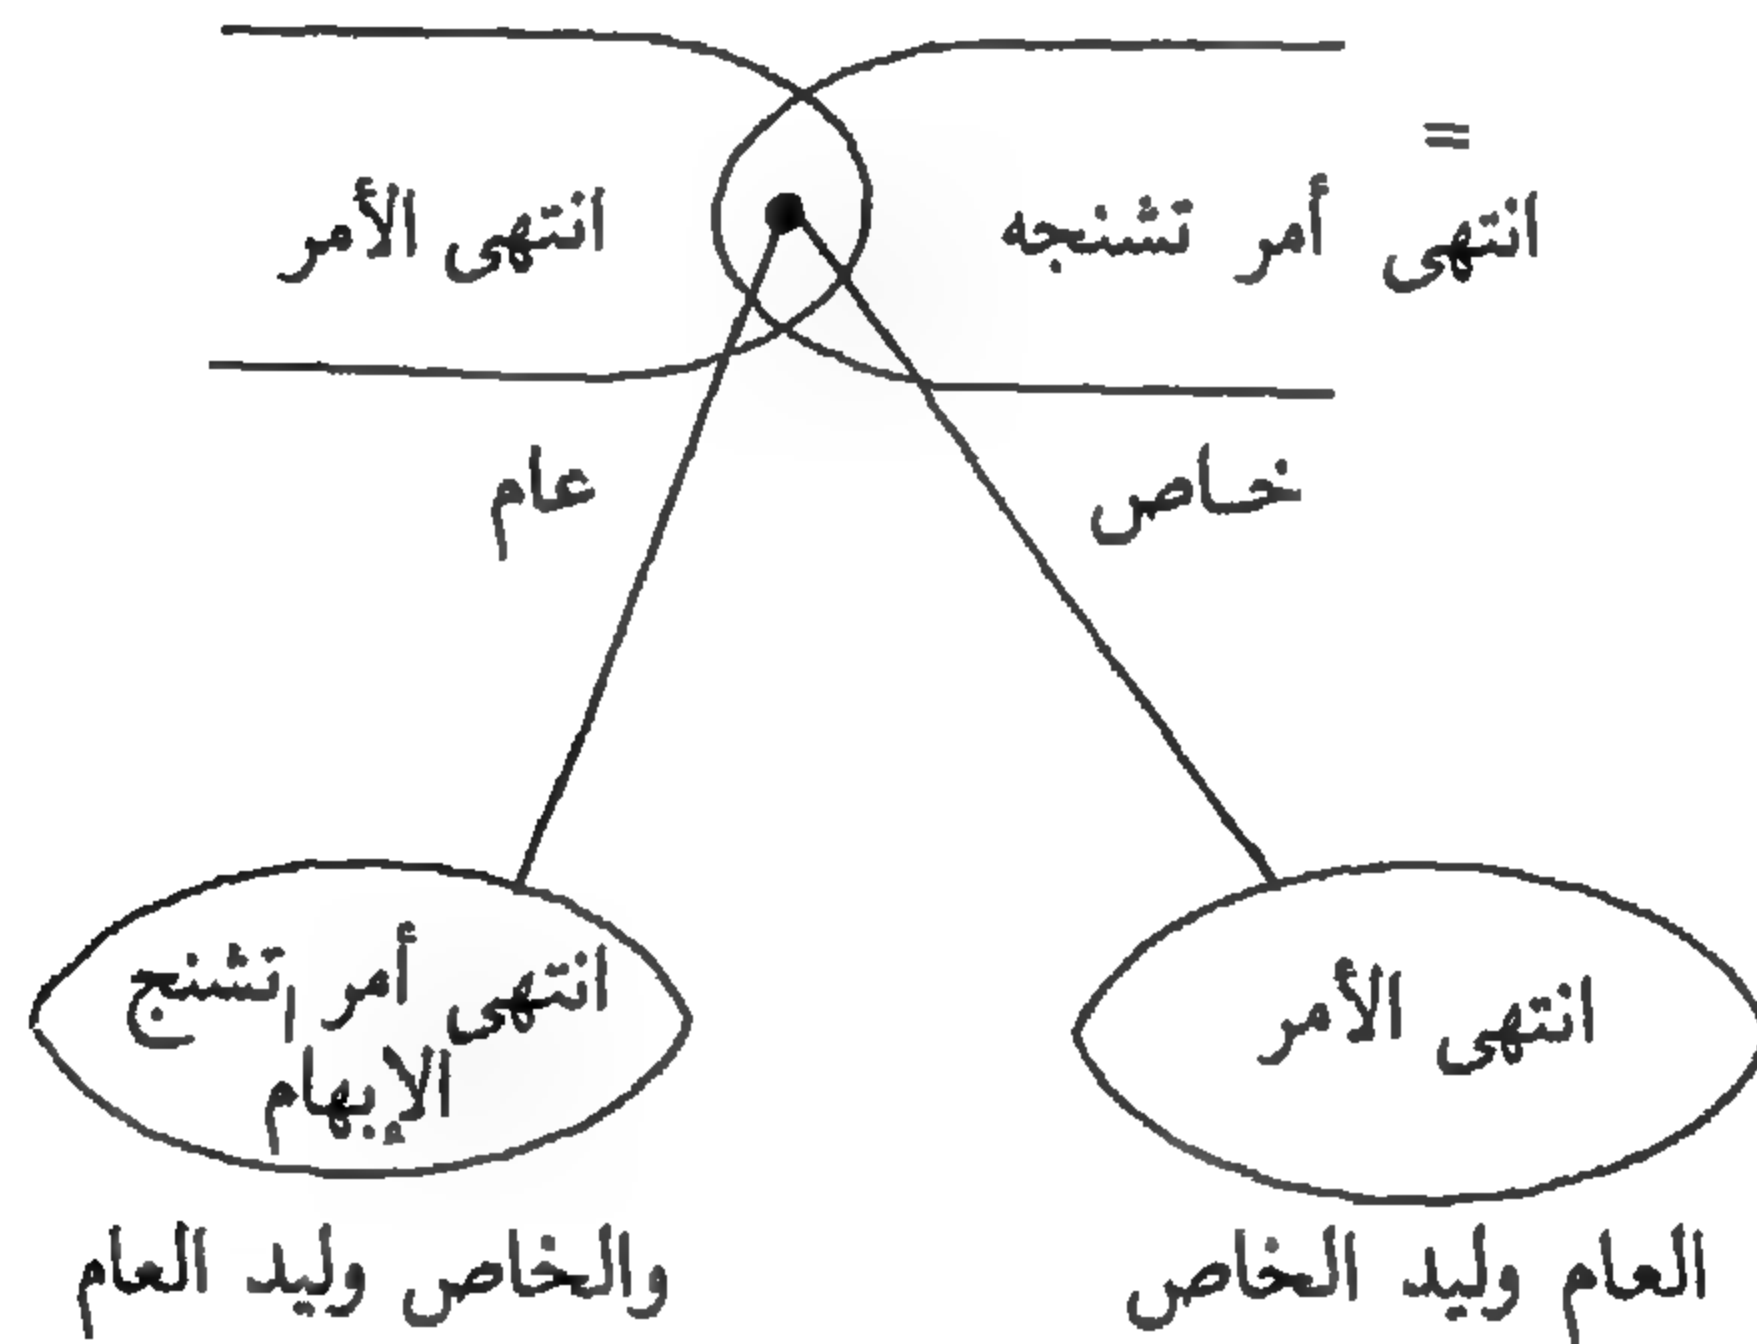 =
انتهى أمر تشنجه
انتهى الأمر
خاص
عام
انتهى الأمر
انتهى أمر تشنج
الإبهام
العام وليد الخاص
والخاص وليد العام